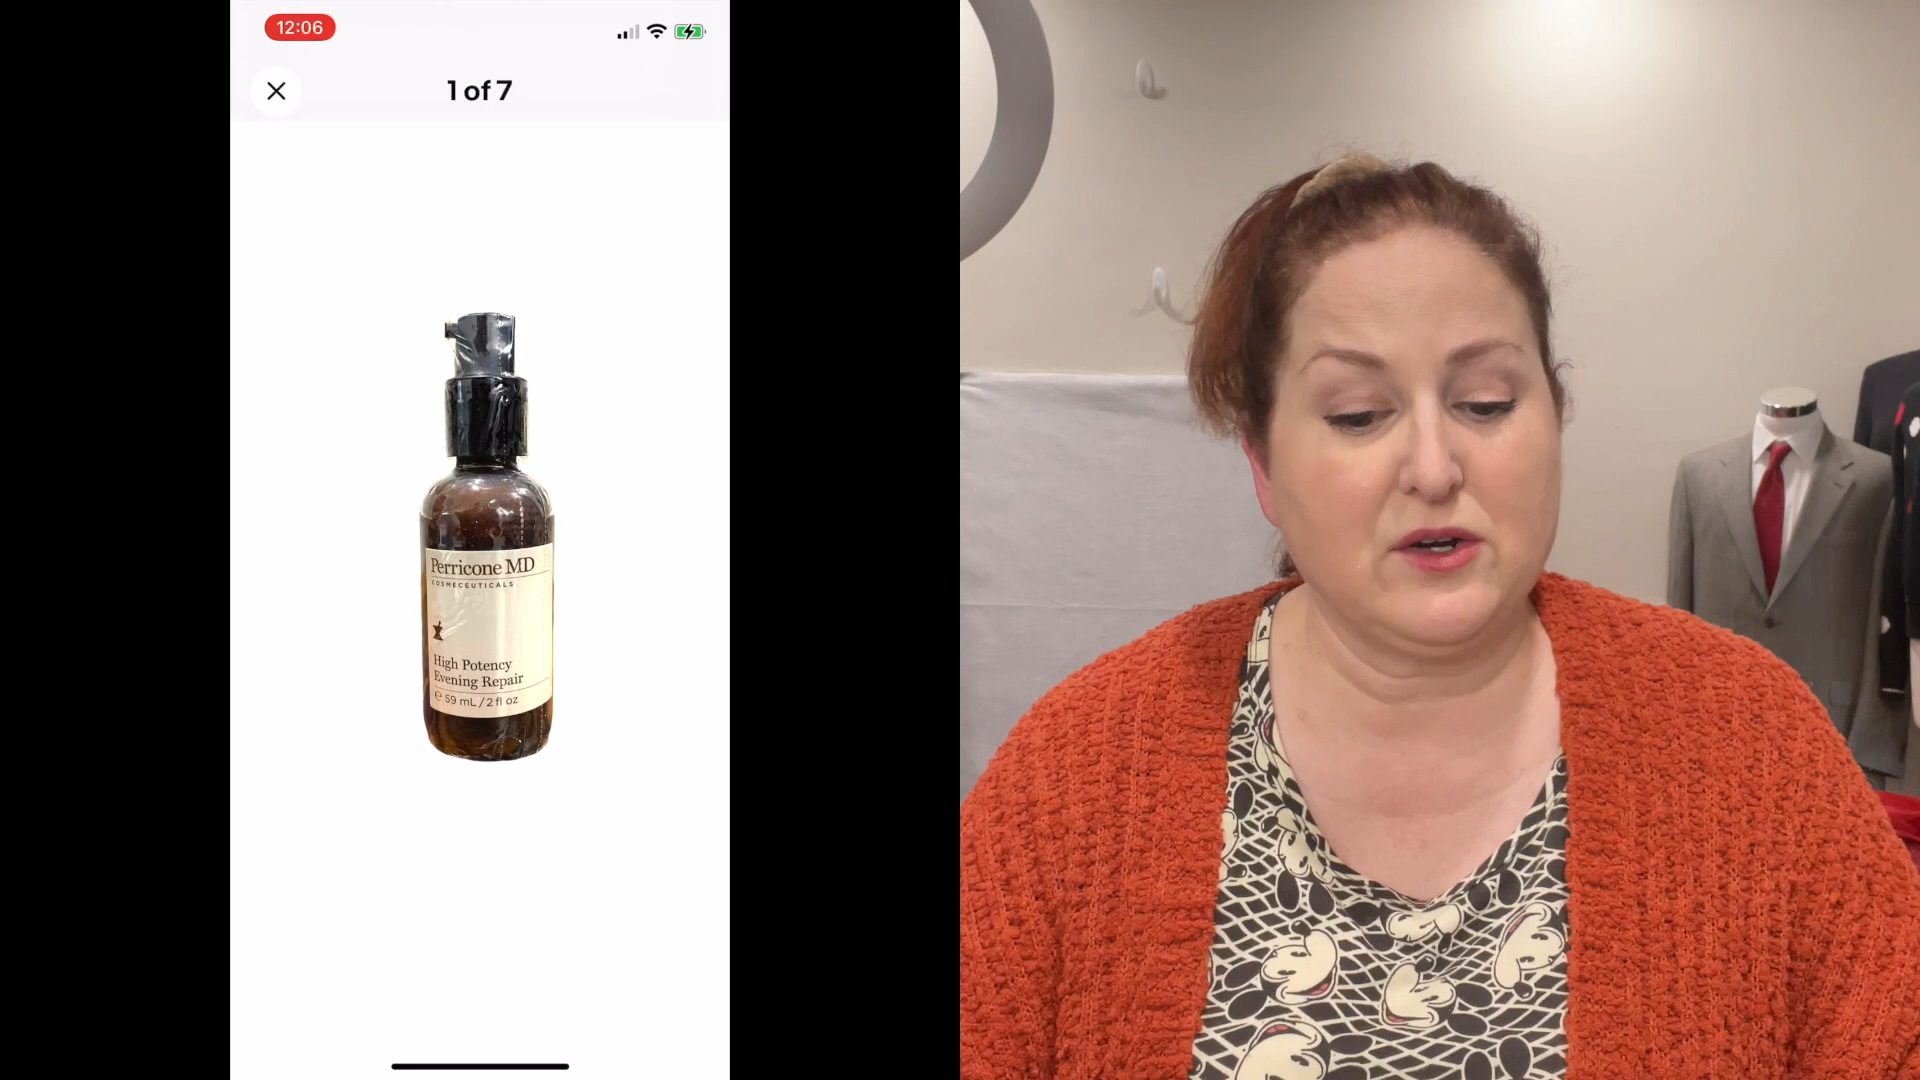 12:06
1 of 7
Perricone MD
COSMECEUTICALS
High Potency
Evening Repair
℮ 59 mL / 2 fl oz